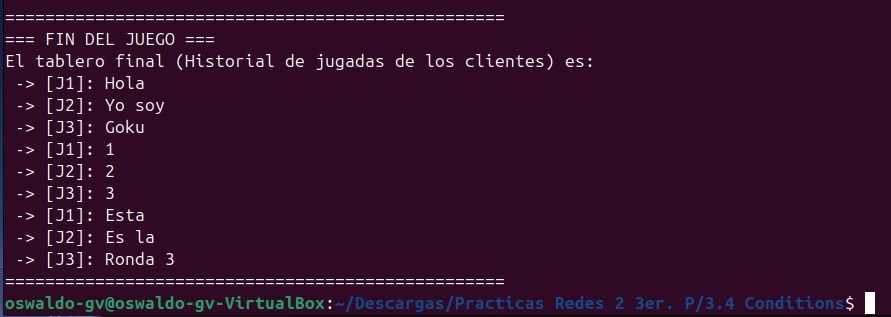 ==================================================
=== FIN DEL JUEGO ===
El tablero final (Historial de jugadas de los clientes) es:
 -> [J1]: Hola
 -> [J2]: Yo soy
 -> [J3]: Goku
 -> [J1]: 1
 -> [J2]: 2
 -> [J3]: 3
 -> [J1]: Esta
 -> [J2]: Es la
 -> [J3]: Ronda 3
==================================================
oswaldo-gv@oswaldo-gv-VirtualBox:~/Descargas/Practicas Redes 2 3er. P/3.4 Conditions$